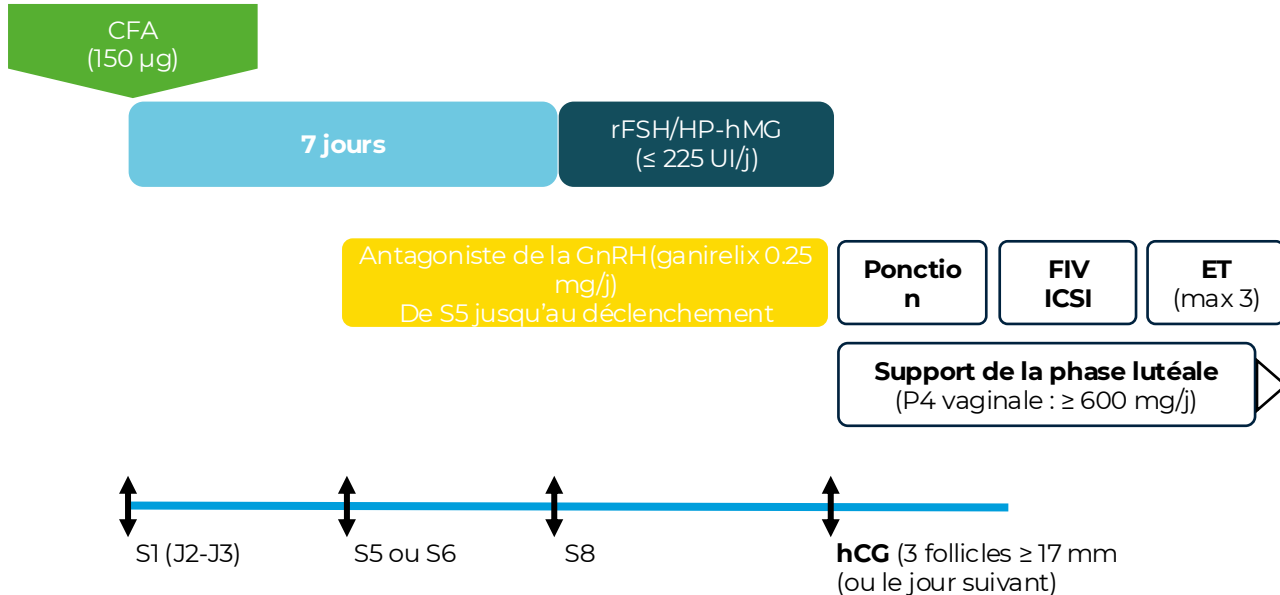 CFA
(150 µg)
7 jours
rFSH/HP-hMG
(≤ 225 UI/j)
Antagoniste de la GnRH(ganirelix 0.25
mg/j)
De S5 jusqu’au déclenchement
Ponctio
n
FIV
ICSI
ET
(max 3)
Support de la phase lutéale
(P4 vaginale : ≥ 600 mg/j)
S1 (J2-J3)
S5 ou S6
S8
hCG (3 follicles ≥ 17 mm
(ou le jour suivant)